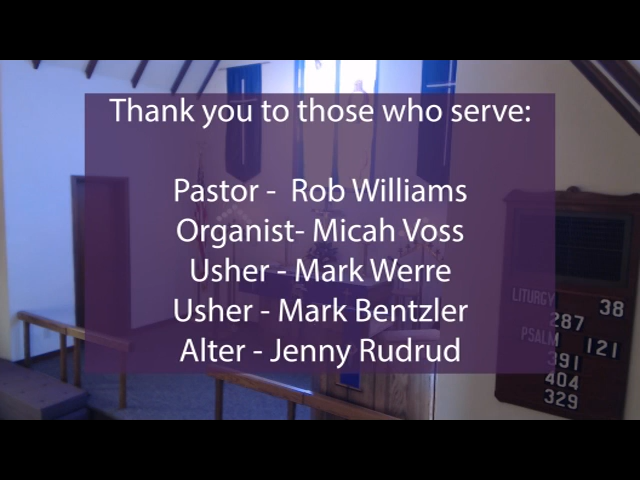 Thank you to those who serve:
Pastor -  Rob Williams
Organist- Micah Voss
Usher - Mark Werre
Usher - Mark Bentzler
Alter - Jenny Rudrud
LITURGY 38
287
PSALM 121
391
404
329